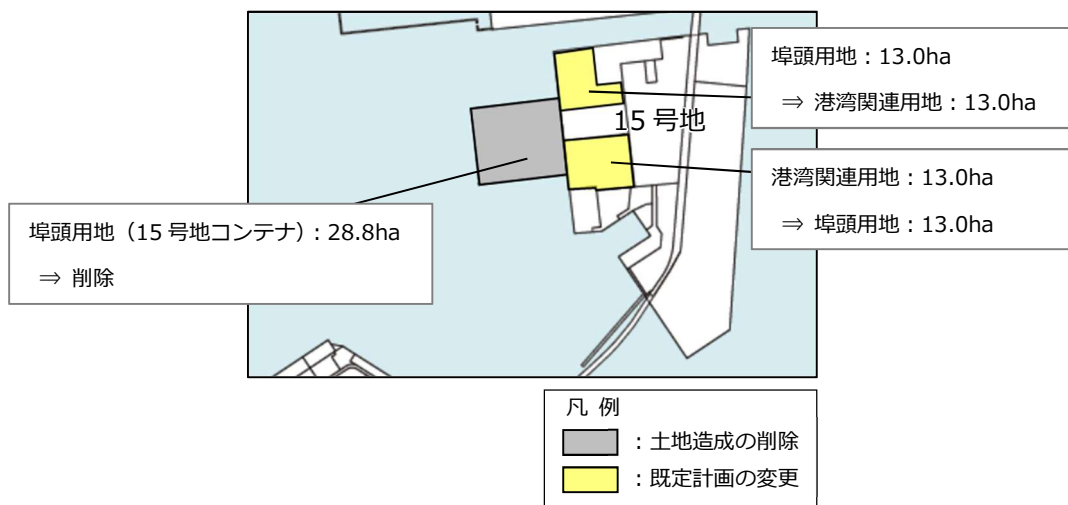 埠頭用地：13.0ha
⇒ 港湾関連用地：13.0ha
15 号地
港湾関連用地：13.0ha
⇒ 埠頭用地：13.0ha
埠頭用地（15 号地コンテナ）：28.8ha
⇒ 削除
凡 例
：土地造成の削除
：既定計画の変更